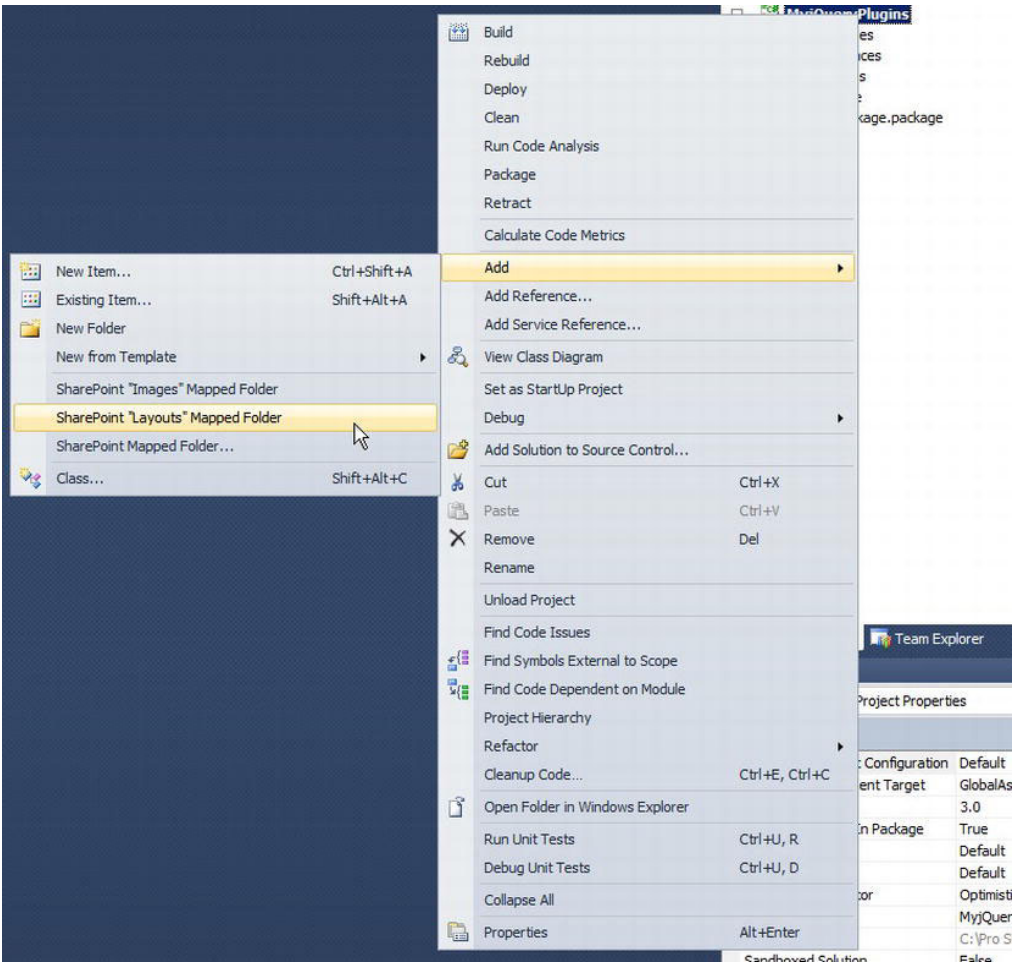 MyjQueryPlugins
es
nces
s
e
kage.package
Build
Rebuild
Deploy
Clean
Run Code Analysis
Package
Retract
Calculate Code Metrics
Add
Add Reference...
Add Service Reference...
View Class Diagram
Set as StartUp Project
Debug
Add Solution to Source Control...
Cut Ctrl+X
Paste Ctrl+V
Remove Del
Rename
Unload Project
Find Code Issues
Find Symbols External to Scope
Find Code Dependent on Module
Project Hierarchy
Refactor
Cleanup Code... Ctrl+E, Ctrl+C
Open Folder in Windows Explorer
Run Unit Tests Ctrl+U, R
Debug Unit Tests Ctrl+U, D
Collapse All
Properties Alt+Enter
New Item... Ctrl+Shift+A
Existing Item... Shift+Alt+A
New Folder
New from Template
SharePoint "Images" Mapped Folder
SharePoint "Layouts" Mapped Folder
SharePoint Mapped Folder...
Class... Shift+Alt+C
Team Explorer
Project Properties
t Configuration Default
ent Target GlobalAs
3.0
in Package True
Default
Default
tor Optimisti
MyjQuer
C:\Pro S
Sandboxed Solution False